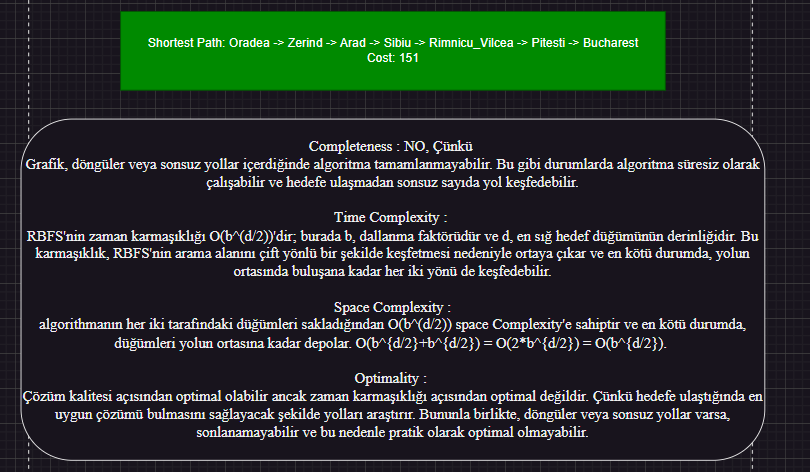 Shortest Path: Oradea -> Zerind -> Arad -> Sibiu -> Rimnicu_Vilcea -> Pitesti -> Bucharest
Cost: 151
Completeness : NO, Çünkü
Grafik, döngüler veya sonsuz yollar içerdiğinde algoritma tamamlanmayabilir. Bu gibi durumlarda algoritma süresiz olarak
çalışabilir ve hedefe ulaşmadan sonsuz sayıda yol keşfedebilir.
Time Complexity :
RBFS'nin zaman karmaşıklığı O(b^(d/2))'dir; burada b, dallanma faktörüdür ve d, en sığ hedef düğümünün derinliğidir. Bu
karmaşıklık, RBFS'nin arama alanını çift yönlü bir şekilde keşfetmesi nedeniyle ortaya çıkar ve en kötü durumda, yolun
ortasında buluşana kadar her iki yönü de keşfedebilir.
Space Complexity :
algorithmanın her iki tarafındaki düğümleri sakladığından O(b^(d/2)) space Complexity'e sahiptir ve en kötü durumda,
düğümleri yolun ortasına kadar depolar. O(b^{d/2}+b^{d/2}) = O(2*b^{d/2}) = O(b^{d/2}).
Optimality :
Çözüm kalitesi açısından optimal olabilir ancak zaman karmaşıklığı açısından optimal değildir. Çünkü hedefe ulaştığında en
uygun çözümü bulmasını sağlayacak şekilde yolları araştırır. Bununla birlikte, döngüler veya sonsuz yollar varsa,
sonlanamayabilir ve bu nedenle pratik olarak optimal olmayabilir.